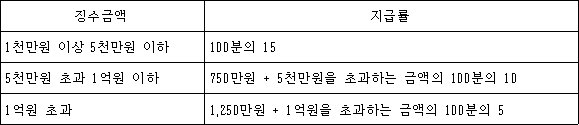 징수금액 지급률
1천만원 이상 5천만원 이하 100분의 15
5천만원 초과 1억원 이하 750만원 + 5천만원을 초과하는 금액의 100분의 10
1억원 초과 1,250만원 + 1억원을 초과하는 금액의 100분의 5